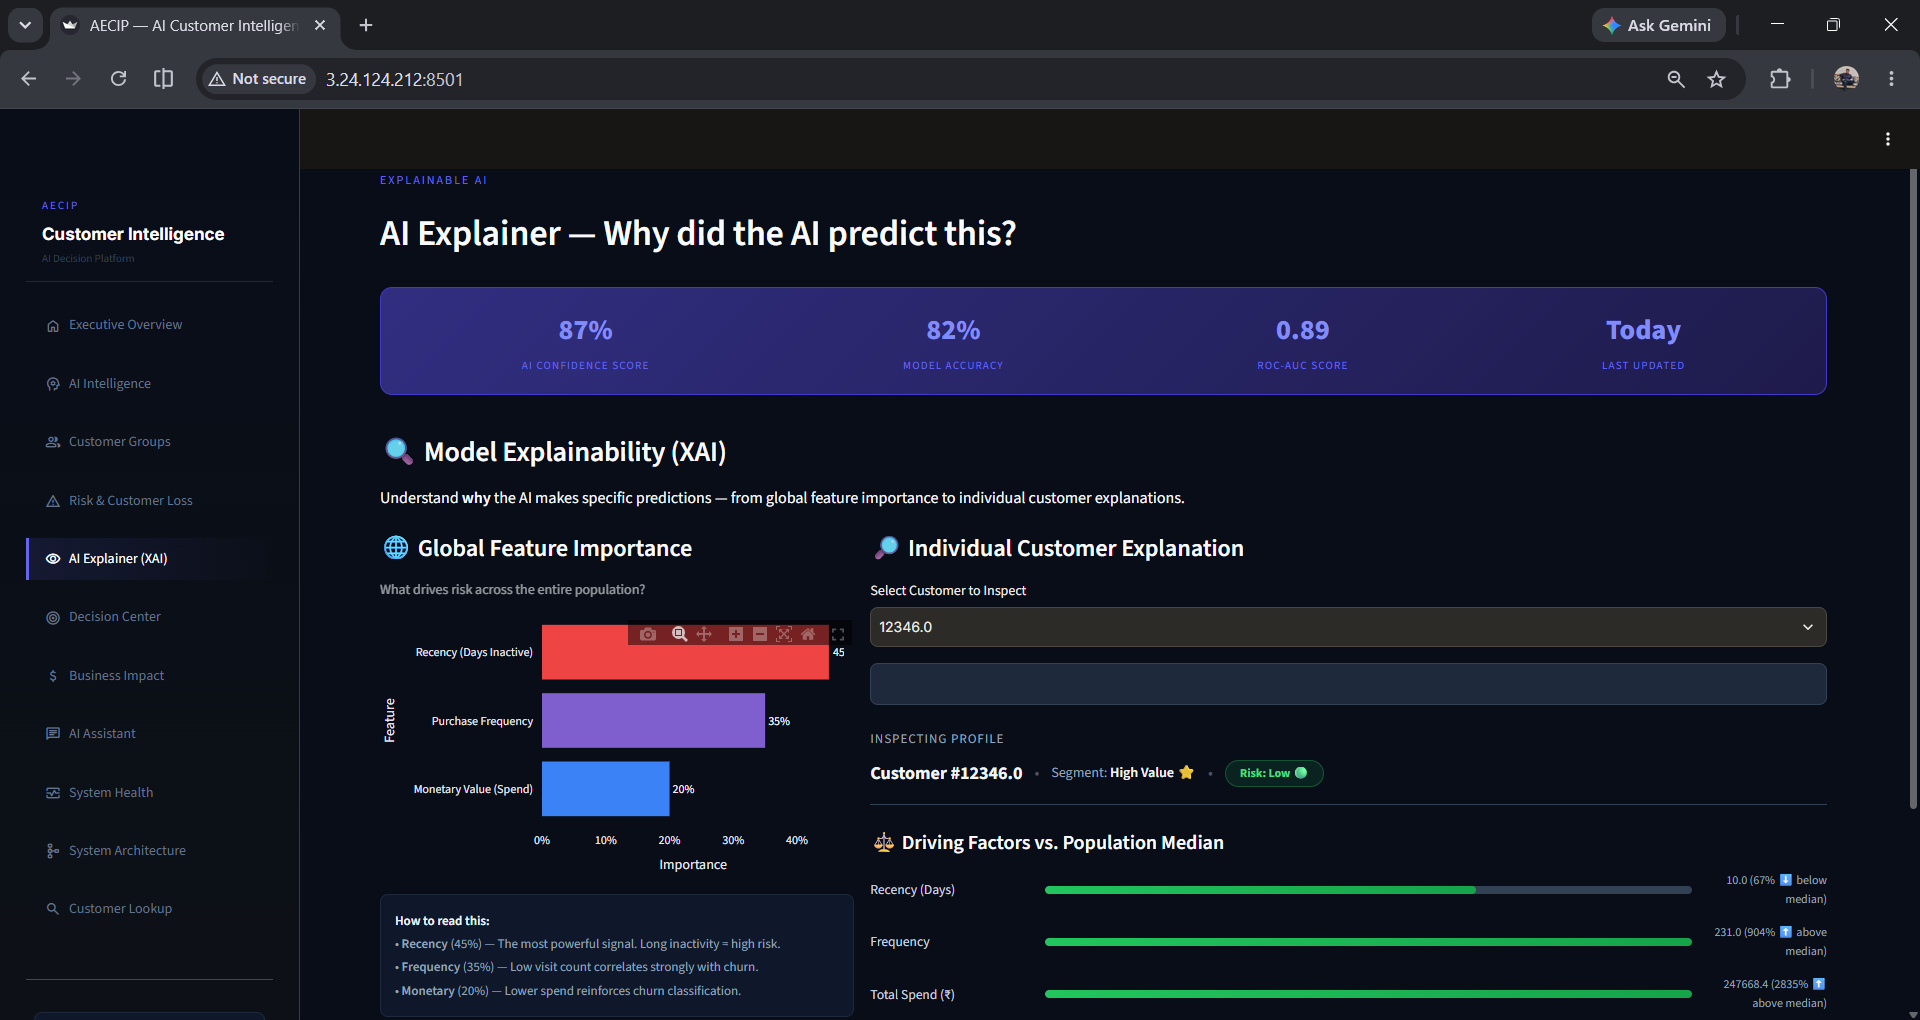 AECIP — AI Customer Intelligen
Ask Gemini
Not secure
3.24.124.212:8501
AECIP
Customer Intelligence
AI Decision Platform
Executive Overview
AI Intelligence
Customer Groups
Risk & Customer Loss
AI Explainer (XAI)
Decision Center
Business Impact
AI Assistant
System Health
System Architecture
Customer Lookup
EXPLAINABLE AI
AI Explainer — Why did the AI predict this?
87%
AI CONFIDENCE SCORE
82%
MODEL ACCURACY
0.89
ROC-AUC SCORE
Today
LAST UPDATED
Model Explainability (XAI)
Understand why the AI makes specific predictions — from global feature importance to individual customer explanations.
Global Feature Importance
What drives risk across the entire population?
Feature
Recency (Days Inactive)
45
Purchase Frequency
35%
Monetary Value (Spend)
20%
0%
10%
20%
30%
40%
Importance
How to read this:
• Recency (45%) — The most powerful signal. Long inactivity = high risk.
• Frequency (35%) — Low visit count correlates strongly with churn.
• Monetary (20%) — Lower spend reinforces churn classification.
Individual Customer Explanation
Select Customer to Inspect
12346.0
INSPECTING PROFILE
Customer #12346.0 • Segment: High Value ⭐ • Risk: Low
Driving Factors vs. Population Median
Recency (Days)
10.0 (67% ⬇️ below
median)
Frequency
231.0 (904% ⬆️ above
median)
Total Spend (₹)
247668.4 (2835% ⬆️
above median)